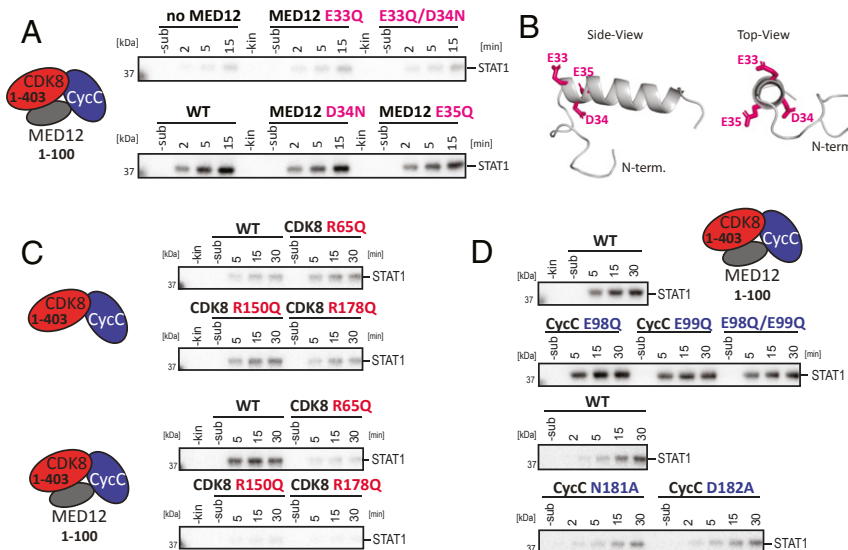 A
no MED12
MED12 E33Q
E33Q/D34N
[kDa]
-sub
2
5
15
-kin
-sub
2
5
15
-kin
-sub
2
5
15
[min]
37
STAT1
CDK8
1-403
CycC
MED12
1-100
WT
MED12 D34N
MED12 E35Q
-sub
2
5
15
-kin
-sub
2
5
15
-kin
-sub
2
5
15
37
STAT1
B
Side-View
Top-View
E33
E35
D34
N-term.
E33
E35
D34
N-term
C
WT
CDK8 R65Q
[kDa]
-kin
-sub
5
15
30
-sub
5
15
30
[min]
37
STAT1
CDK8
1-403
CycC
CDK8 R150Q
CDK8 R178Q
-sub
5
15
30
-sub
5
15
30
37
STAT1
WT
CDK8 R65Q
[kDa]
-kin
-sub
5
15
30
-sub
5
15
30
[min]
37
STAT1
CDK8
1-403
CycC
MED12
1-100
CDK8 R150Q
CDK8 R178Q
-sub
5
15
30
-sub
5
15
30
37
STAT1
D
WT
[kDa]
-kin
-sub
5
15
30
37
STAT1
CDK8
1-403
CycC
MED12
1-100
CycC E98Q
CycC E99Q
E98Q/E99Q
-sub
5
15
30
-sub
5
15
30
-sub
5
15
30
[min]
37
STAT1
WT
[kDa]
-sub
2
5
15
30
37
STAT1
CycC N181A
CycC D182A
-sub
2
5
15
30
-sub
2
5
15
30
[min]
37
STAT1